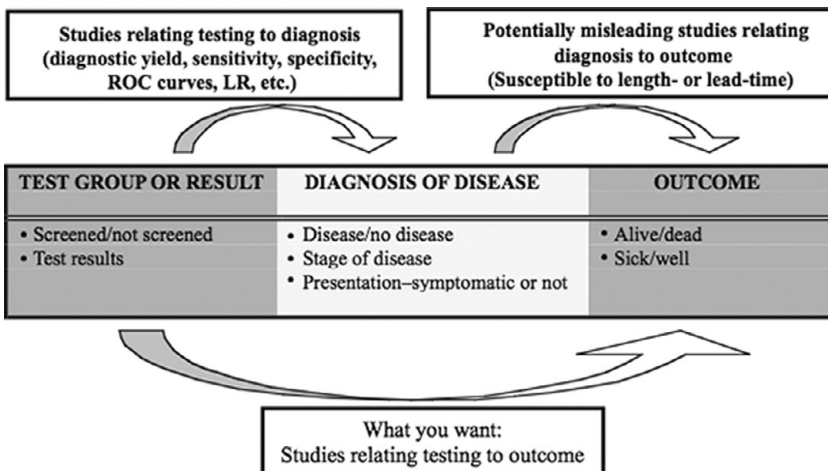 Studies relating testing to diagnosis
(diagnostic yield, sensitivity, specificity,
ROC curves, LR, etc.)
Potentially misleading studies relating
diagnosis to outcome
(Susceptible to length- or lead-time)
TEST GROUP OR RESULT
• Screened/not screened
• Test results
DIAGNOSIS OF DISEASE
• Disease/no disease
• Stage of disease
• Presentation–symptomatic or not
OUTCOME
• Alive/dead
• Sick/well
What you want:
Studies relating testing to outcome